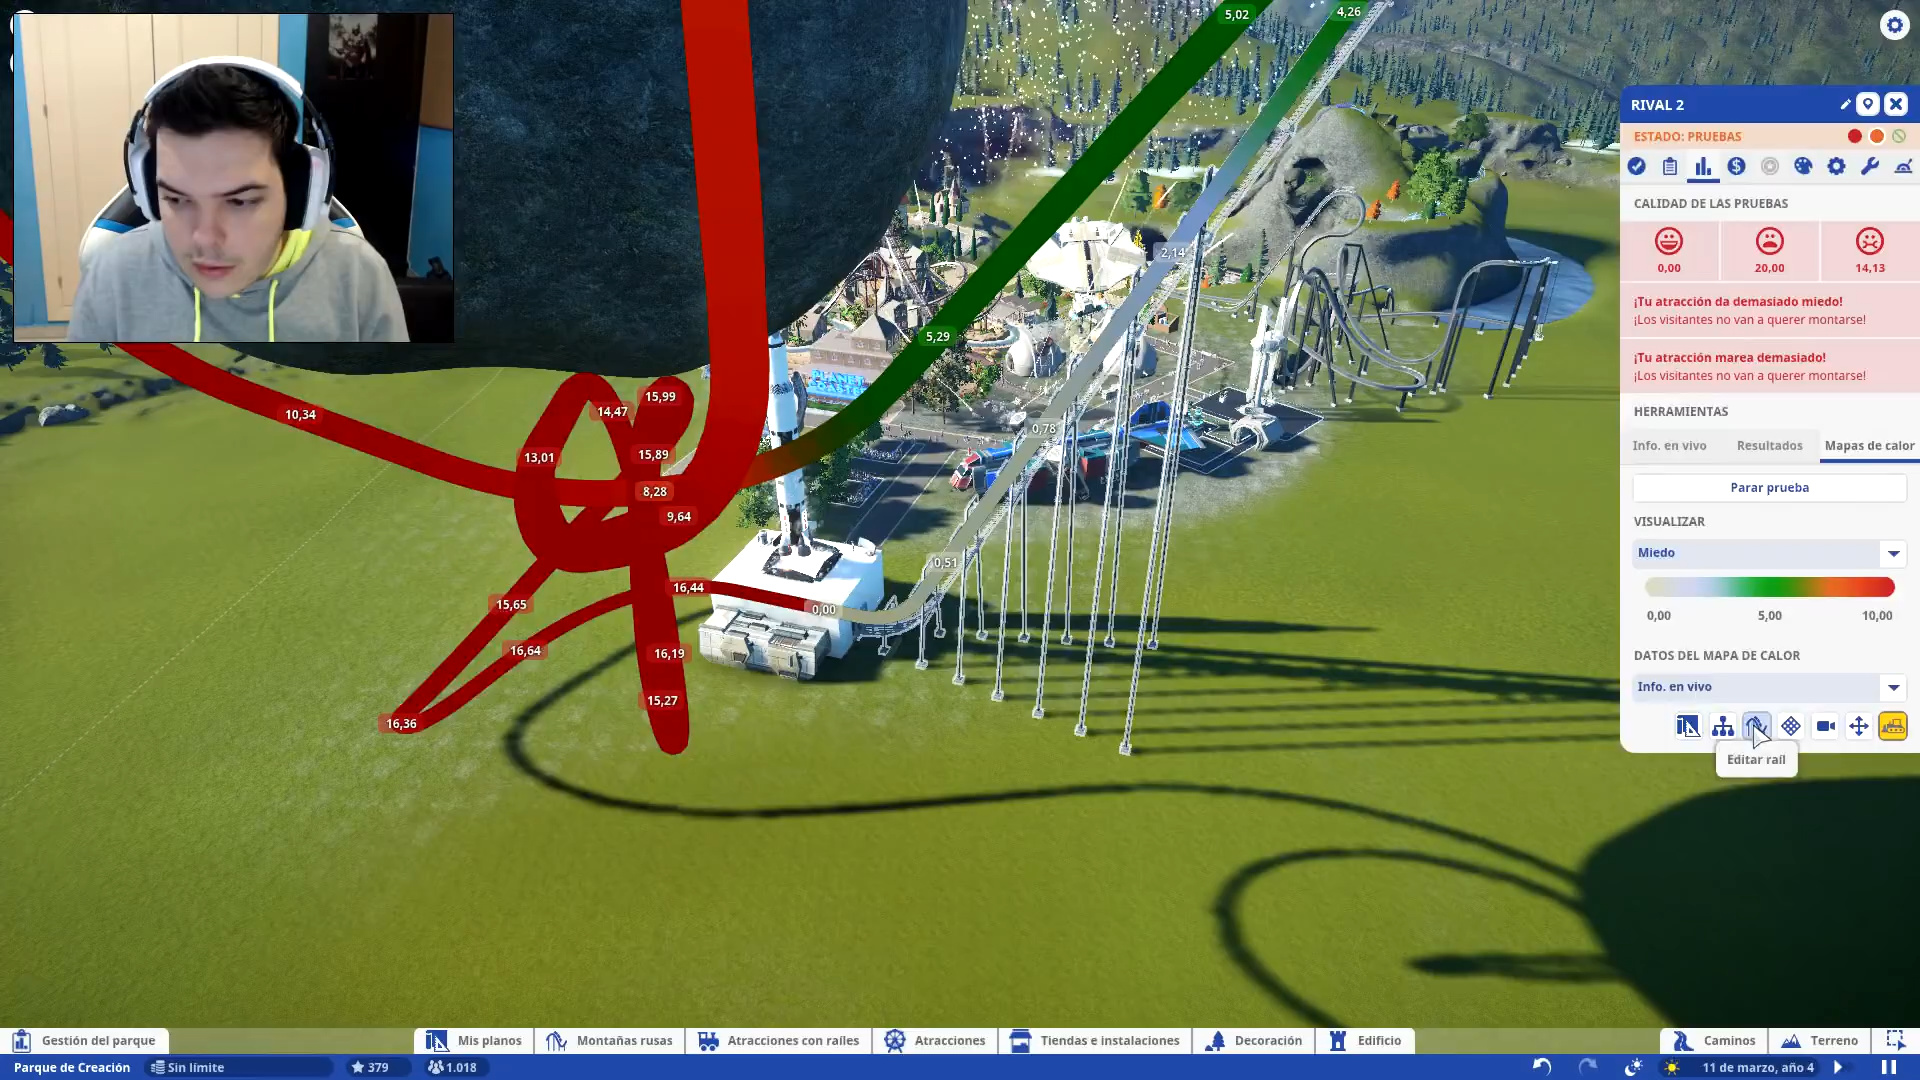 5,02
4,26
RIVAL 2
ESTADO: PRUEBAS
CALIDAD DE LAS PRUEBAS
0,00 20,00 14,13
¡Tu atracción da demasiado miedo!
¡Los visitantes no van a querer montarse!
¡Tu atracción marea demasiado!
¡Los visitantes no van a querer montarse!
HERRAMIENTAS
Info. en vivo Resultados Mapas de calor
Parar prueba
VISUALIZAR
Miedo
0,00 5,00 10,00
DATOS DEL MAPA DE CALOR
Info. en vivo
Editar raíl
2,14
5,29
PLANET COASTER
10,34
14,47
15,99
0,78
13,01
15,89
8,28
9,64
0,51
16,44
15,65
0,00
16,64
16,19
15,27
16,36
Gestión del parque Mis planos Montañas rusas Atracciones con raíles Atracciones Tiendas e instalaciones Decoración Edificio Caminos Terreno
Parque de Creación Sin límite 379 1.018 11 de marzo, año 4